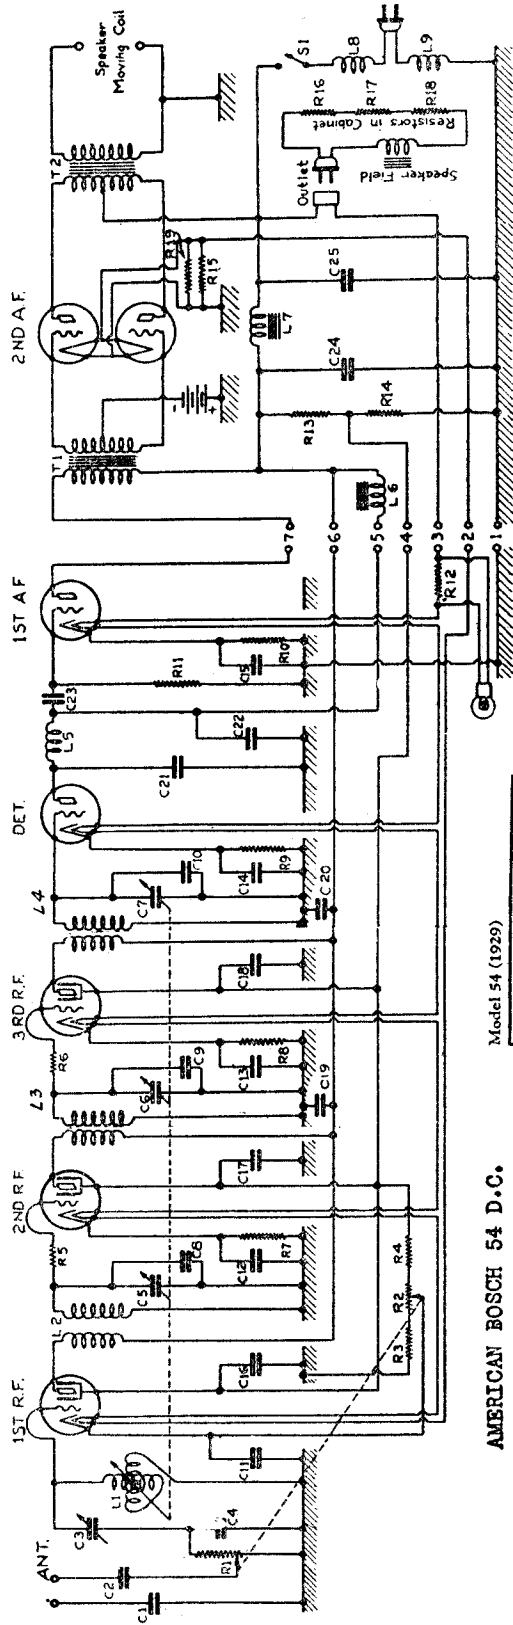 ANT.
1ST R.F.
2ND R.F.
3RD R.F.
DET.
1ST A F
2ND A.F.
L2
R5
L3
R6
L4
L5
C23
T1
T2
Speaker
Moving Coil
C3
L1
C5
C8
C6
C9
C7
C10
C21
C22
R11
C2
C1
R1
C4
C11
C16
C12
R7
C17
C13
R8
C18
C14
R9
C15
R10
C19
C20
R3
R2
R4
R12
7
6
5
4
3
2
1
L6
- +
R19
R15
L7
R13
R14
C24
C25
Outlet
Speaker Field
Resistors in Cabinet
R16
R17
R18
S1
L8
L9
AMERICAN BOSCH 54 D.C.
Model 54 (1929)